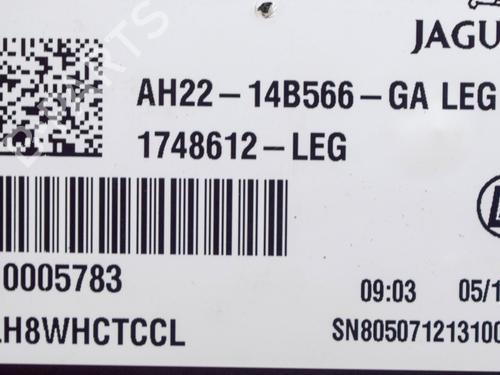 JAGU
AH22-14B566-GA LEG
1748612-LEG
0005783
09:03 05/1
LH8WHCTCCL
SN80507121310